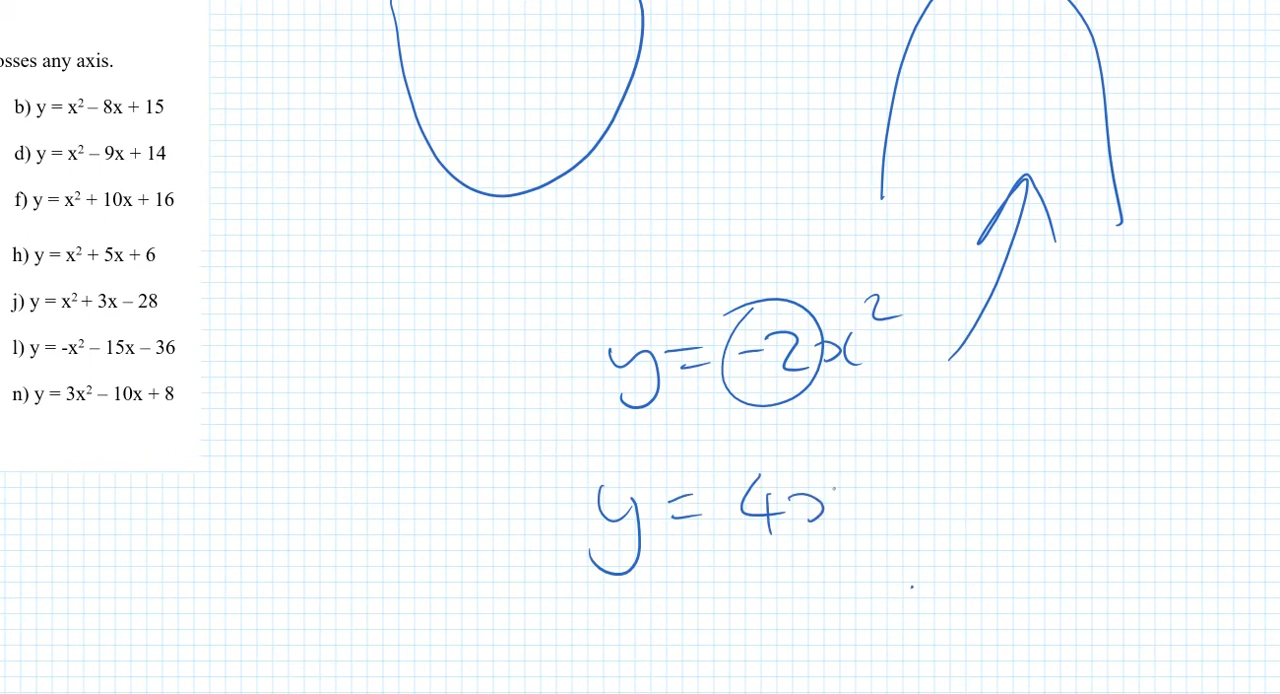 osses any axis.
b) y = x² – 8x + 15
d) y = x² – 9x + 14
f) y = x² + 10x + 16
h) y = x² + 5x + 6
j) y = x² + 3x – 28
l) y = -x² – 15x – 36
n) y = 3x² – 10x + 8
y = -2x²
y = 4